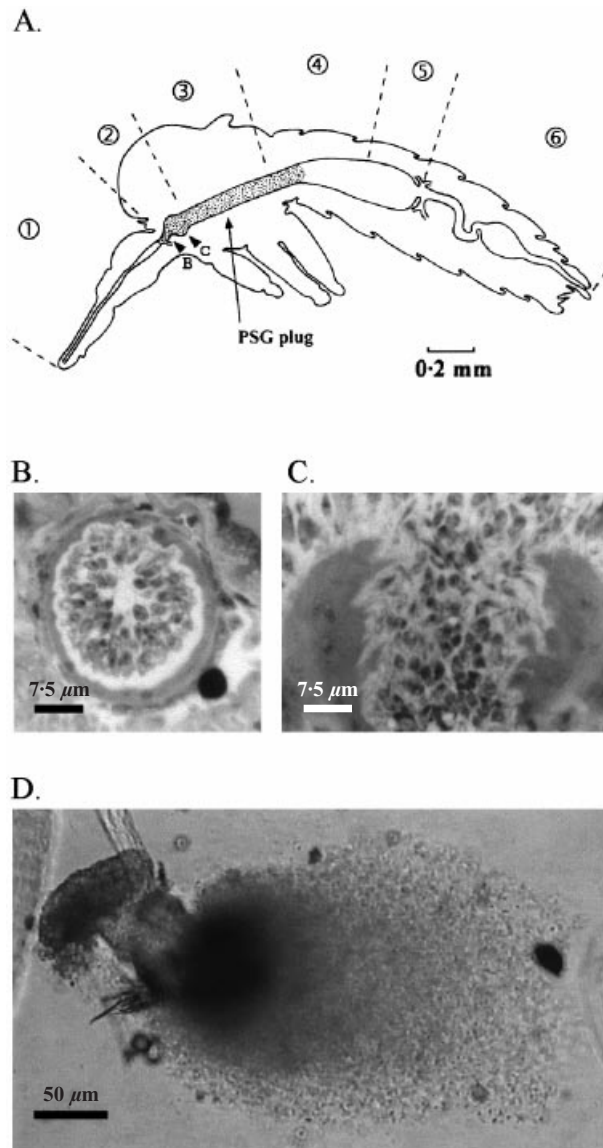 A.
① ② ③ ④ ⑤ ⑥
B
C
PSG plug
0·2 mm
B.
C.
7·5 μm
7·5 μm
D.
50 μm